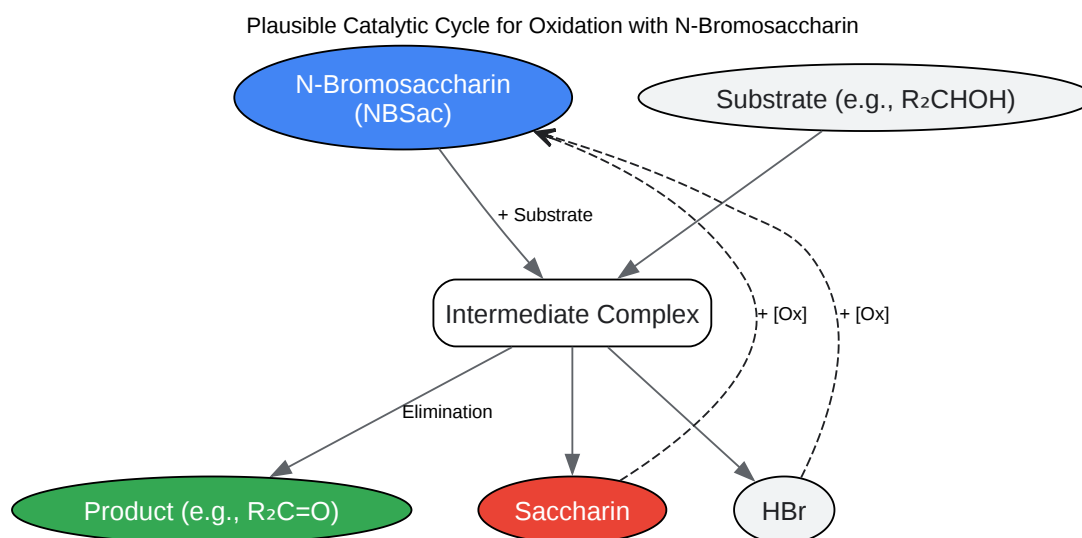 Plausible Catalytic Cycle for Oxidation with N-Bromosaccharin
N-Bromosaccharin
(NBSac)
Substrate (e.g., R₂CHOH)
+ Substrate
Intermediate Complex
+ [Ox]
+ [Ox]
Elimination
Product (e.g., R₂C=O)
Saccharin
HBr